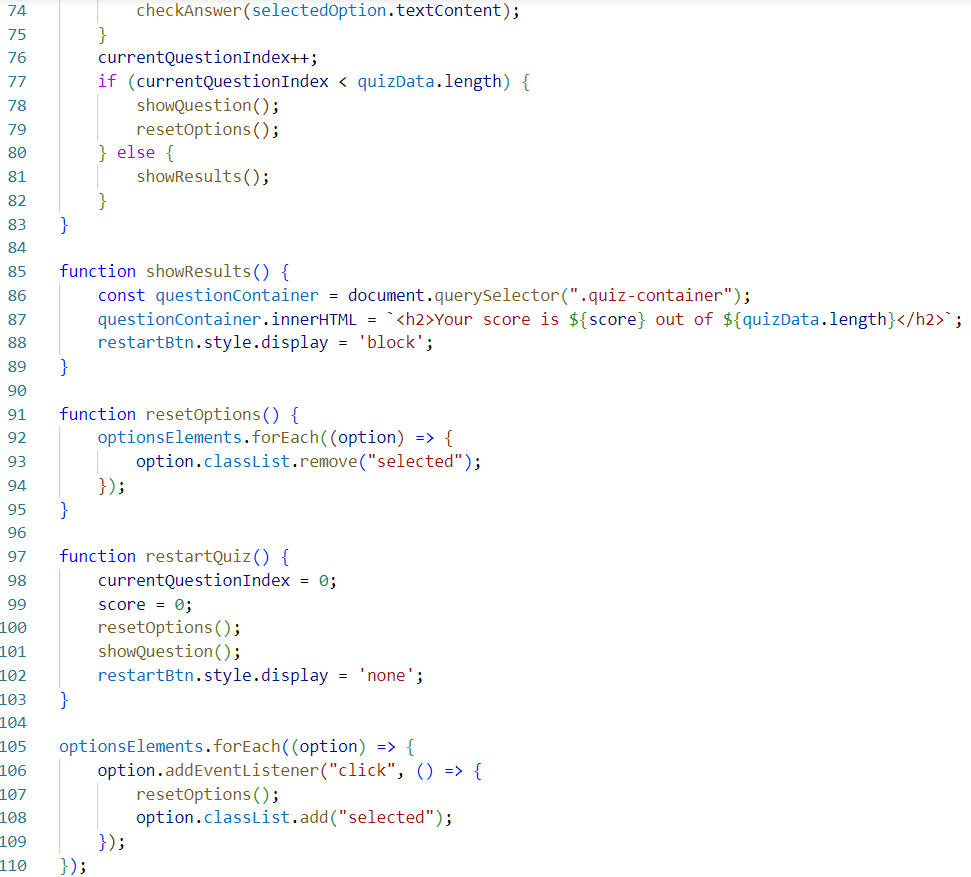 74 checkAnswer(selectedOption.textContent);
75 }
76 currentQuestionIndex++;
77 if (currentQuestionIndex < quizData.length) {
78 showQuestion();
79 resetOptions();
80 } else {
81 showResults();
82 }
83 }
84
85 function showResults() {
86 const questionContainer = document.querySelector(".quiz-container");
87 questionContainer.innerHTML = `<h2>Your score is ${score} out of ${quizData.length}</h2>`;
88 restartBtn.style.display = 'block';
89 }
90
91 function resetOptions() {
92 optionsElements.forEach((option) => {
93 option.classList.remove("selected");
94 });
95 }
96
97 function restartQuiz() {
98 currentQuestionIndex = 0;
99 score = 0;
100 resetOptions();
101 showQuestion();
102 restartBtn.style.display = 'none';
103 }
104
105 optionsElements.forEach((option) => {
106 option.addEventListener("click", () => {
107 resetOptions();
108 option.classList.add("selected");
109 });
110 });